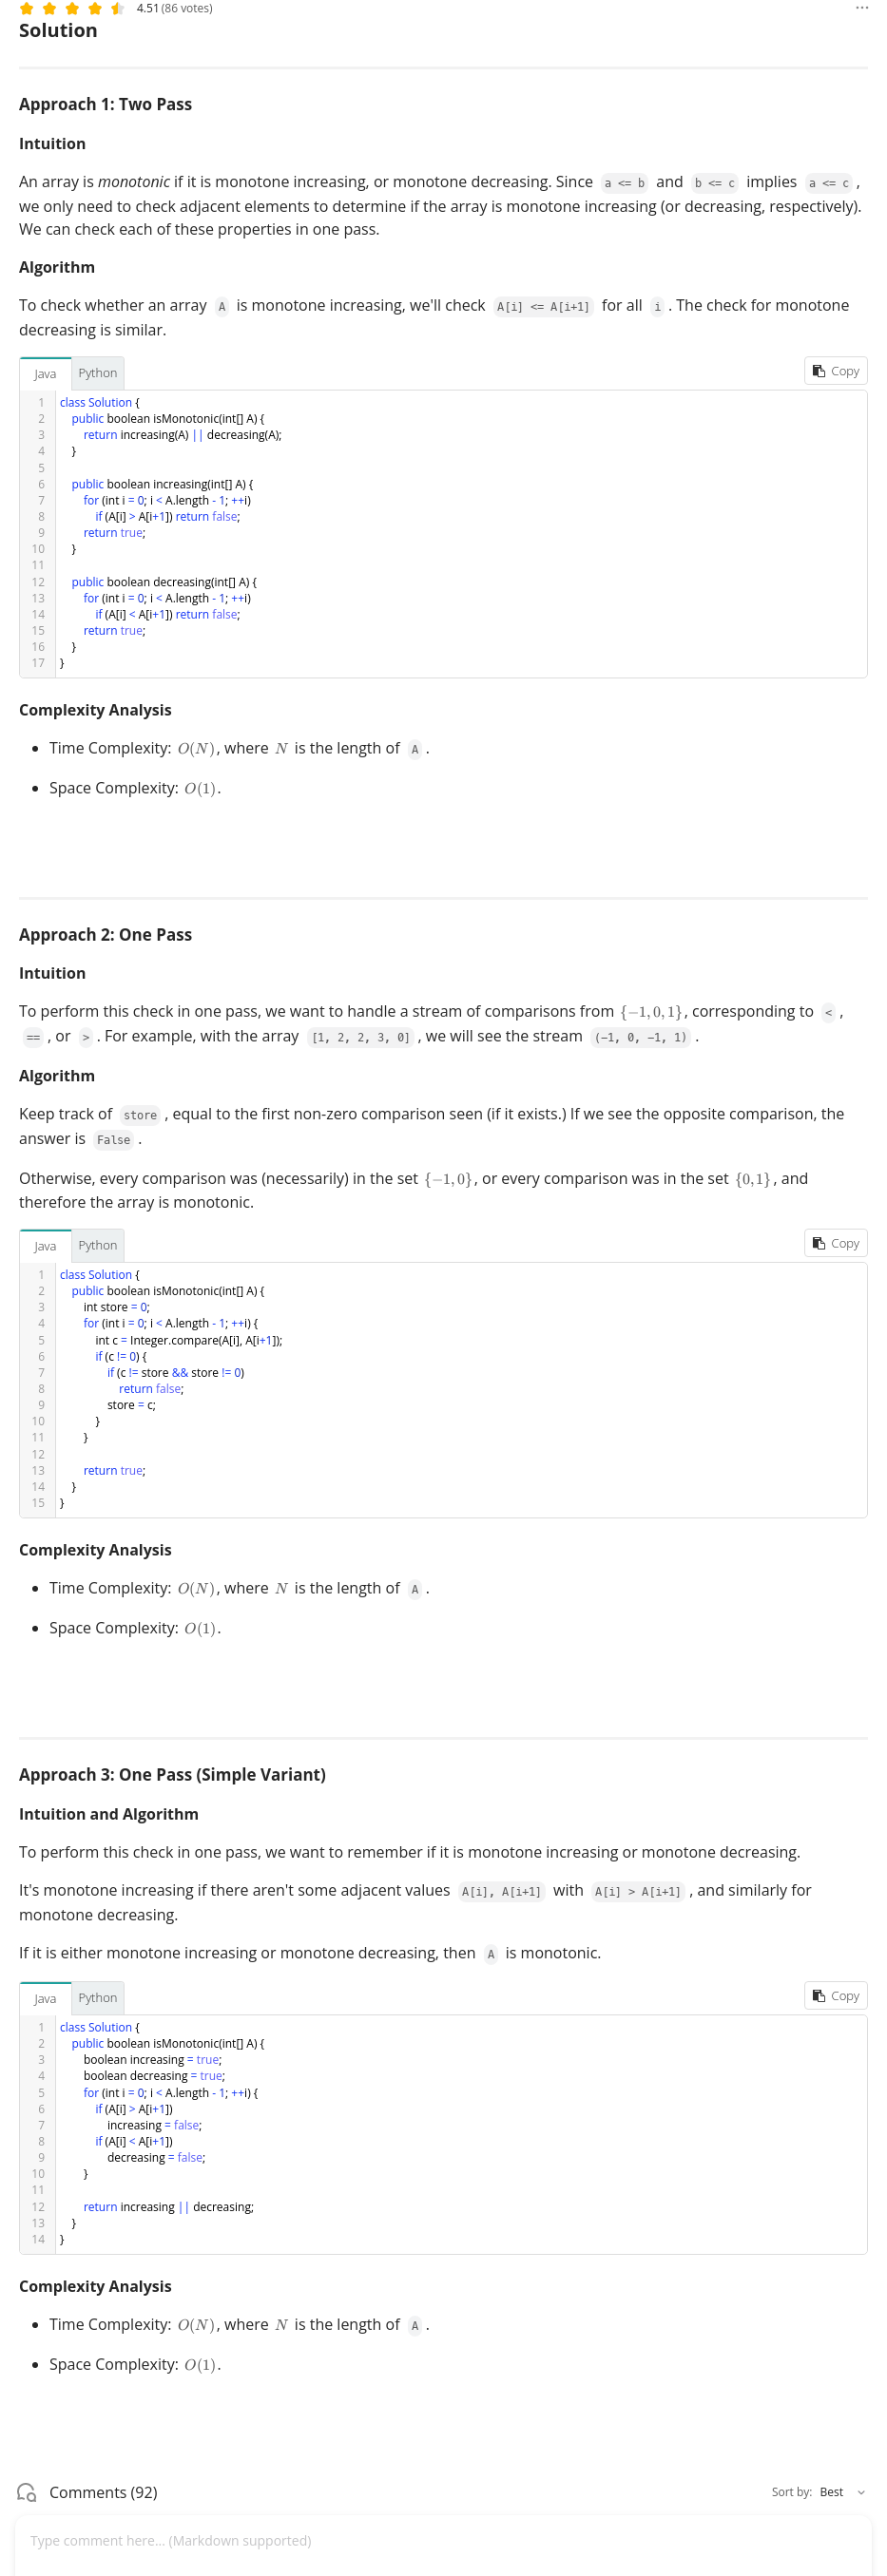 4.51 (86 votes)
Solution
Approach 1: Two Pass
Intuition
An array is monotonic if it is monotone increasing, or monotone decreasing. Since a <= b and b <= c implies a <= c ,
we only need to check adjacent elements to determine if the array is monotone increasing (or decreasing, respectively).
We can check each of these properties in one pass.
Algorithm
To check whether an array A is monotone increasing, we'll check A[i] <= A[i+1] for all i . The check for monotone
decreasing is similar.
Java Python Copy
1 class Solution {
2     public boolean isMonotonic(int[] A) {
3         return increasing(A) || decreasing(A);
4     }
5
6     public boolean increasing(int[] A) {
7         for (int i = 0; i < A.length - 1; ++i)
8             if (A[i] > A[i+1]) return false;
9         return true;
10     }
11
12     public boolean decreasing(int[] A) {
13         for (int i = 0; i < A.length - 1; ++i)
14             if (A[i] < A[i+1]) return false;
15         return true;
16     }
17 }
Complexity Analysis
• Time Complexity: O(N), where N is the length of A .
• Space Complexity: O(1).
Approach 2: One Pass
Intuition
To perform this check in one pass, we want to handle a stream of comparisons from {−1, 0, 1}, corresponding to < ,
== , or > . For example, with the array [1, 2, 2, 3, 0] , we will see the stream (-1, 0, -1, 1) .
Algorithm
Keep track of store , equal to the first non-zero comparison seen (if it exists.) If we see the opposite comparison, the
answer is False .
Otherwise, every comparison was (necessarily) in the set {−1, 0}, or every comparison was in the set {0, 1}, and
therefore the array is monotonic.
Java Python Copy
1 class Solution {
2     public boolean isMonotonic(int[] A) {
3         int store = 0;
4         for (int i = 0; i < A.length - 1; ++i) {
5             int c = Integer.compare(A[i], A[i+1]);
6             if (c != 0) {
7                 if (c != store && store != 0)
8                     return false;
9                 store = c;
10             }
11         }
12
13         return true;
14     }
15 }
Complexity Analysis
• Time Complexity: O(N), where N is the length of A .
• Space Complexity: O(1).
Approach 3: One Pass (Simple Variant)
Intuition and Algorithm
To perform this check in one pass, we want to remember if it is monotone increasing or monotone decreasing.
It's monotone increasing if there aren't some adjacent values A[i], A[i+1] with A[i] > A[i+1] , and similarly for
monotone decreasing.
If it is either monotone increasing or monotone decreasing, then A is monotonic.
Java Python Copy
1 class Solution {
2     public boolean isMonotonic(int[] A) {
3         boolean increasing = true;
4         boolean decreasing = true;
5         for (int i = 0; i < A.length - 1; ++i) {
6             if (A[i] > A[i+1])
7                 increasing = false;
8             if (A[i] < A[i+1])
9                 decreasing = false;
10         }
11
12         return increasing || decreasing;
13     }
14 }
Complexity Analysis
• Time Complexity: O(N), where N is the length of A .
• Space Complexity: O(1).
Comments (92) Sort by: Best
Type comment here... (Markdown supported)